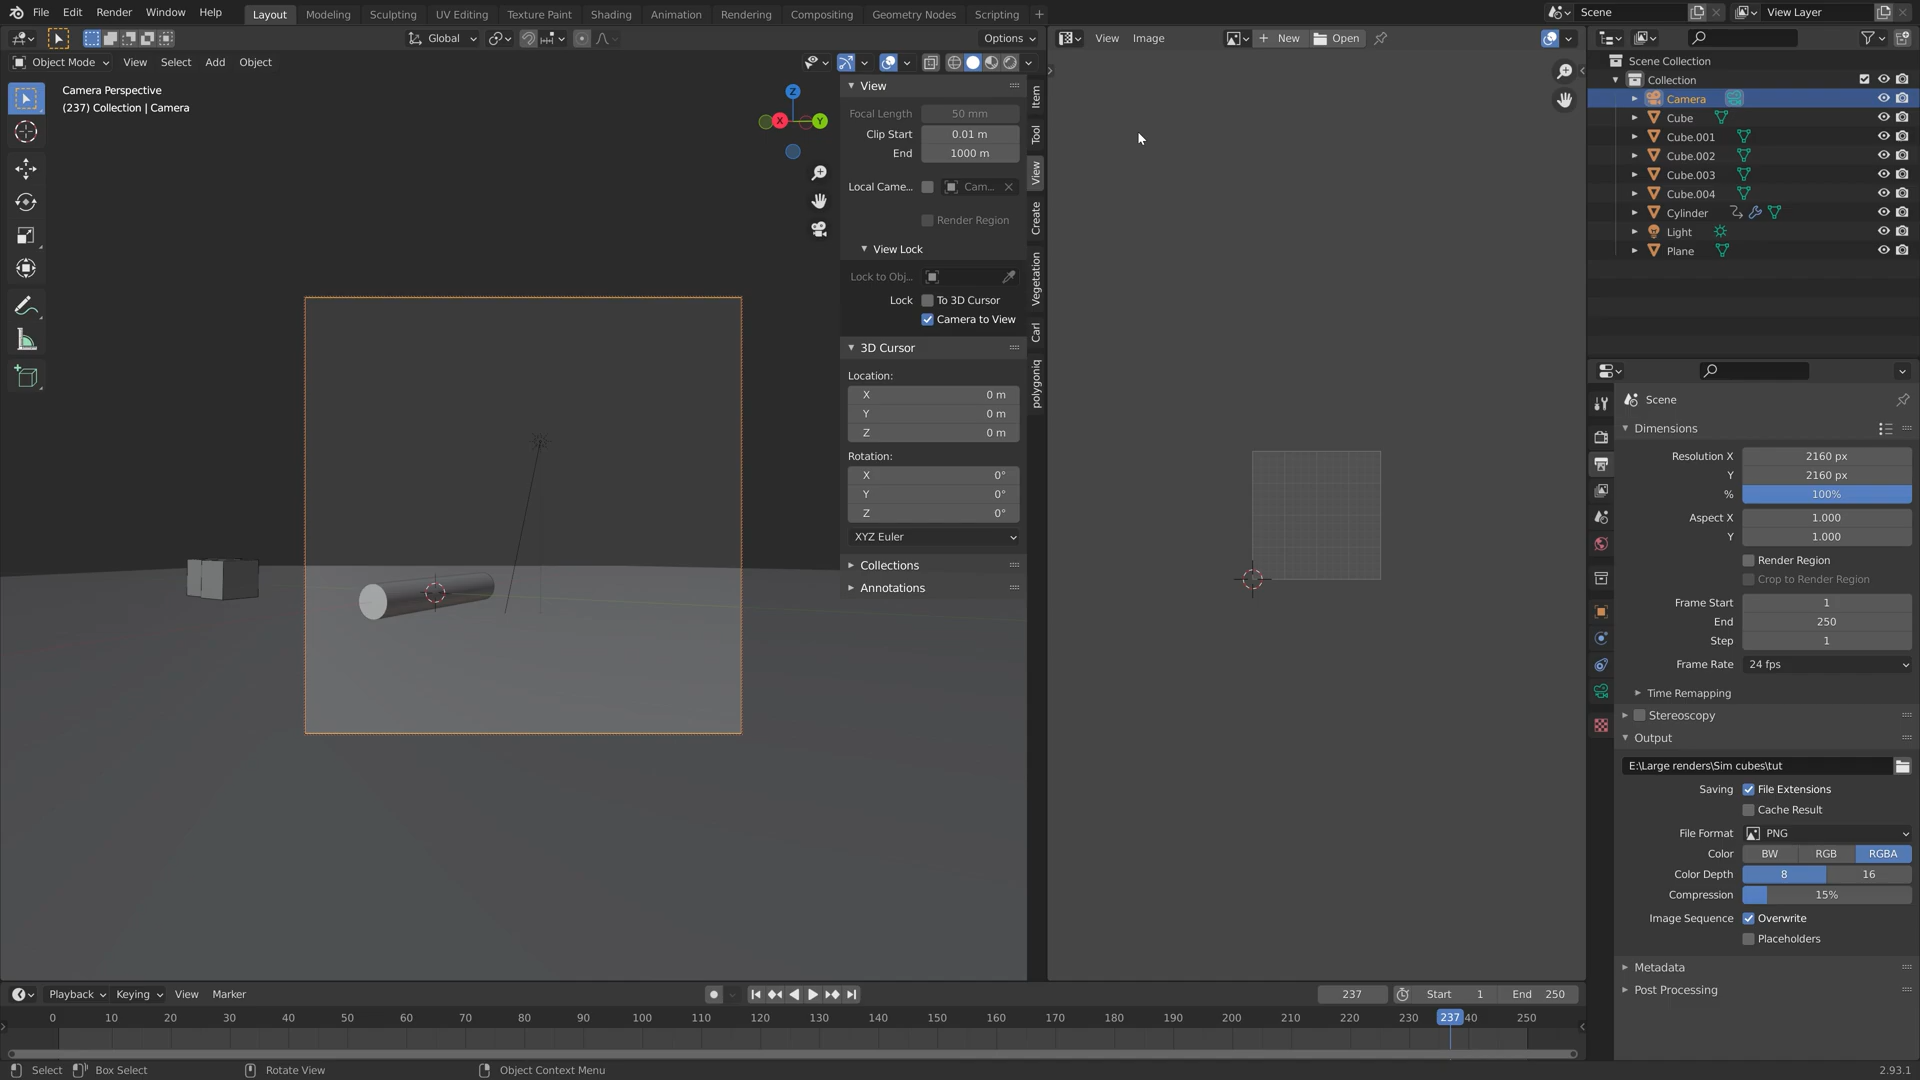 File Edit Render Window Help Layout Modeling Sculpting UV Editing Texture Paint Shading Animation Rendering Compositing Geometry Nodes Scripting + Scene View Layer
Global Options View Image + New Open
Object Mode View Select Add Object
Camera Perspective
(237) Collection | Camera
Z
X
Y
View
Focal Length 50 mm
Clip Start 0.01 m
End 1000 m
Local Came... Cam...
Render Region
View Lock
Lock to Obj...
Lock To 3D Cursor
Camera to View
3D Cursor
Location:
X 0 m
Y 0 m
Z 0 m
Rotation:
X 0°
Y 0°
Z 0°
XYZ Euler
Collections
Annotations
Item
Tool
View
Create
Vegetation
Carl
polygoniq
Scene Collection
Collection
Camera
Cube
Cube.001
Cube.002
Cube.003
Cube.004
Cylinder
Light
Plane
Scene
Dimensions
Resolution X 2160 px
Y 2160 px
% 100%
Aspect X 1.000
Y 1.000
Render Region
Crop to Render Region
Frame Start 1
End 250
Step 1
Frame Rate 24 fps
Time Remapping
Stereoscopy
Output
E:\Large renders\Sim cubes\tut
Saving File Extensions
Cache Result
File Format PNG
Color BW RGB RGBA
Color Depth 8 16
Compression 15%
Image Sequence Overwrite
Placeholders
Metadata
Post Processing
Playback Keying View Marker 237 Start 1 End 250
0 10 20 30 40 50 60 70 80 90 100 110 120 130 140 150 160 170 180 190 200 210 220 230 237 40 250
Select Box Select Rotate View Object Context Menu 2.93.1